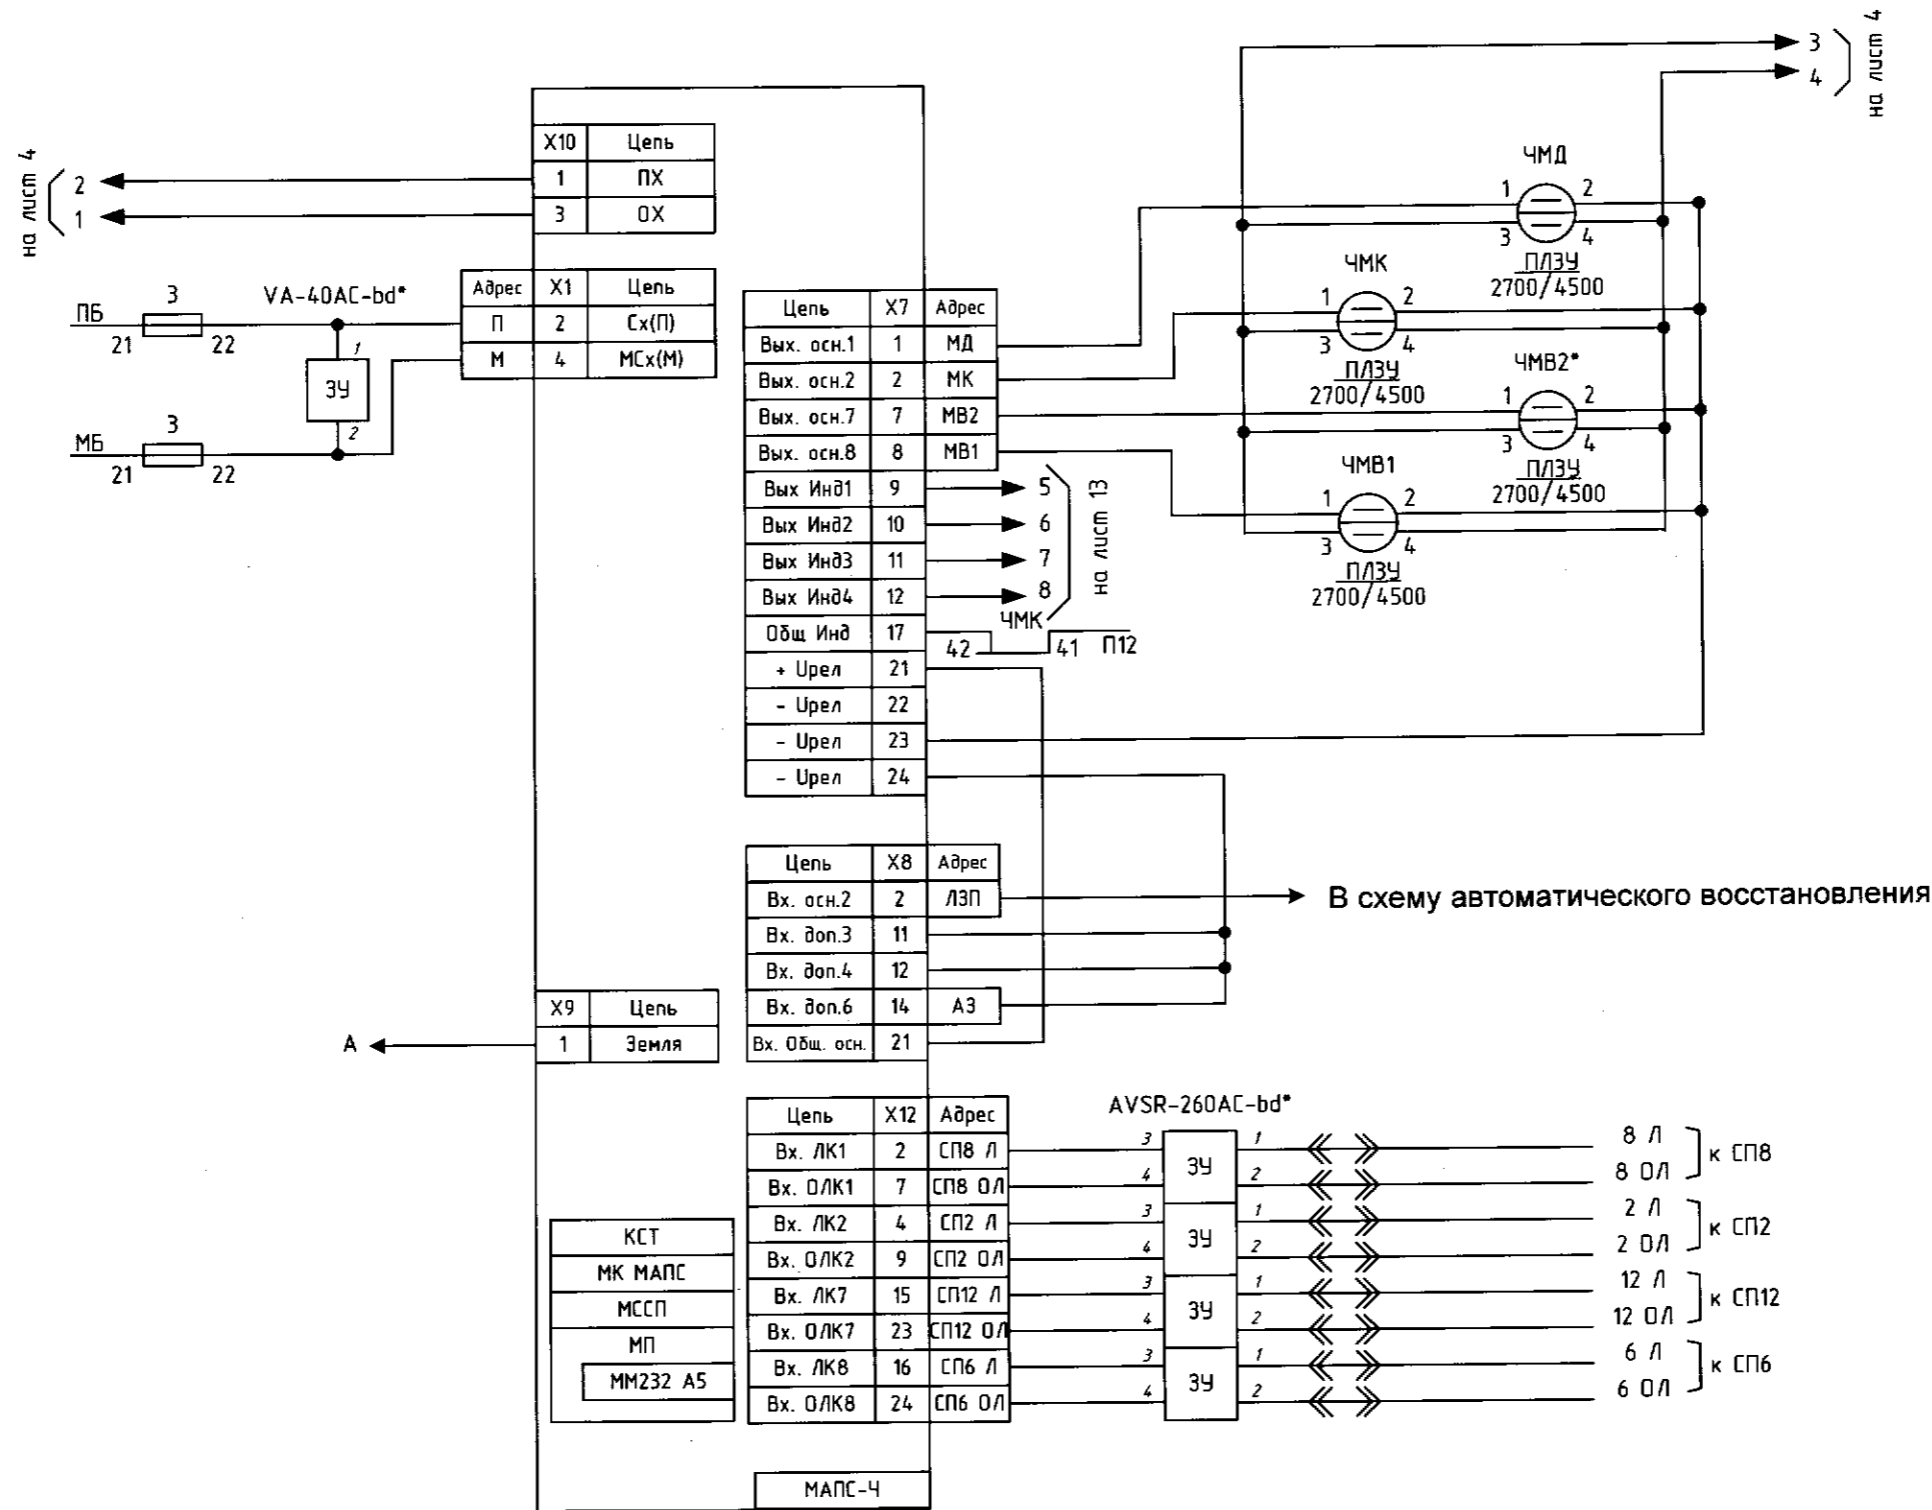 на лист 4
3
4
на лист 4
2
1
X10 Цепь
1 ПХ
3 ОХ
ПБ 21 3 22
VA-40AC-bd*
1
ЗУ
2
МБ 21 3 22
Адрес X1 Цепь
П 2 Сх(П)
М 4 МСх(М)
Цепь X7 Адрес
Вых. осн.1 1 МД
Вых. осн.2 2 МК
Вых. осн.7 7 МВ2
Вых. осн.8 8 МВ1
Вых Инд1 9 5
Вых Инд2 10 6
Вых Инд3 11 7
Вых Инд4 12 8
на лист 13
Общ Инд 17
ЧМК
42 41 П12
+ Uрел 21
- Uрел 22
- Uрел 23
- Uрел 24
ЧМД
1 2
3 4
ПЛ3У
2700/4500
ЧМК
1 2
3 4
ПЛ3У
2700/4500
ЧМВ2*
1 2
3 4
ПЛ3У
2700/4500
ЧМВ1
1 2
3 4
ПЛ3У
2700/4500
Цепь X8 Адрес
Вх. осн.2 2 ЛЗП
В схему автоматического восстановления
Вх. доп.3 11
Вх. доп.4 12
Вх. доп.6 14 АЗ
Вх. Общ. осн. 21
X9 Цепь
А 1 Земля
Цепь X12 Адрес
AVSR-260AC-bd*
Вх. ЛК1 2 СП8 Л 3 ЗУ 1 8 Л
Вх. ОЛК1 7 СП8 ОЛ 4 2 8 ОЛ
к СП8
Вх. ЛК2 4 СП2 Л 3 ЗУ 1 2 Л
Вх. ОЛК2 9 СП2 ОЛ 4 2 2 ОЛ
к СП2
Вх. ЛК7 15 СП12 Л 3 ЗУ 1 12 Л
Вх. ОЛК7 23 СП12 ОЛ 4 2 12 ОЛ
к СП12
Вх. ЛК8 16 СП6 Л 3 ЗУ 1 6 Л
Вх. ОЛК8 24 СП6 ОЛ 4 2 6 ОЛ
к СП6
КСТ
МК МАПС
МССП
МП
ММ232 А5
МАПС-Ч